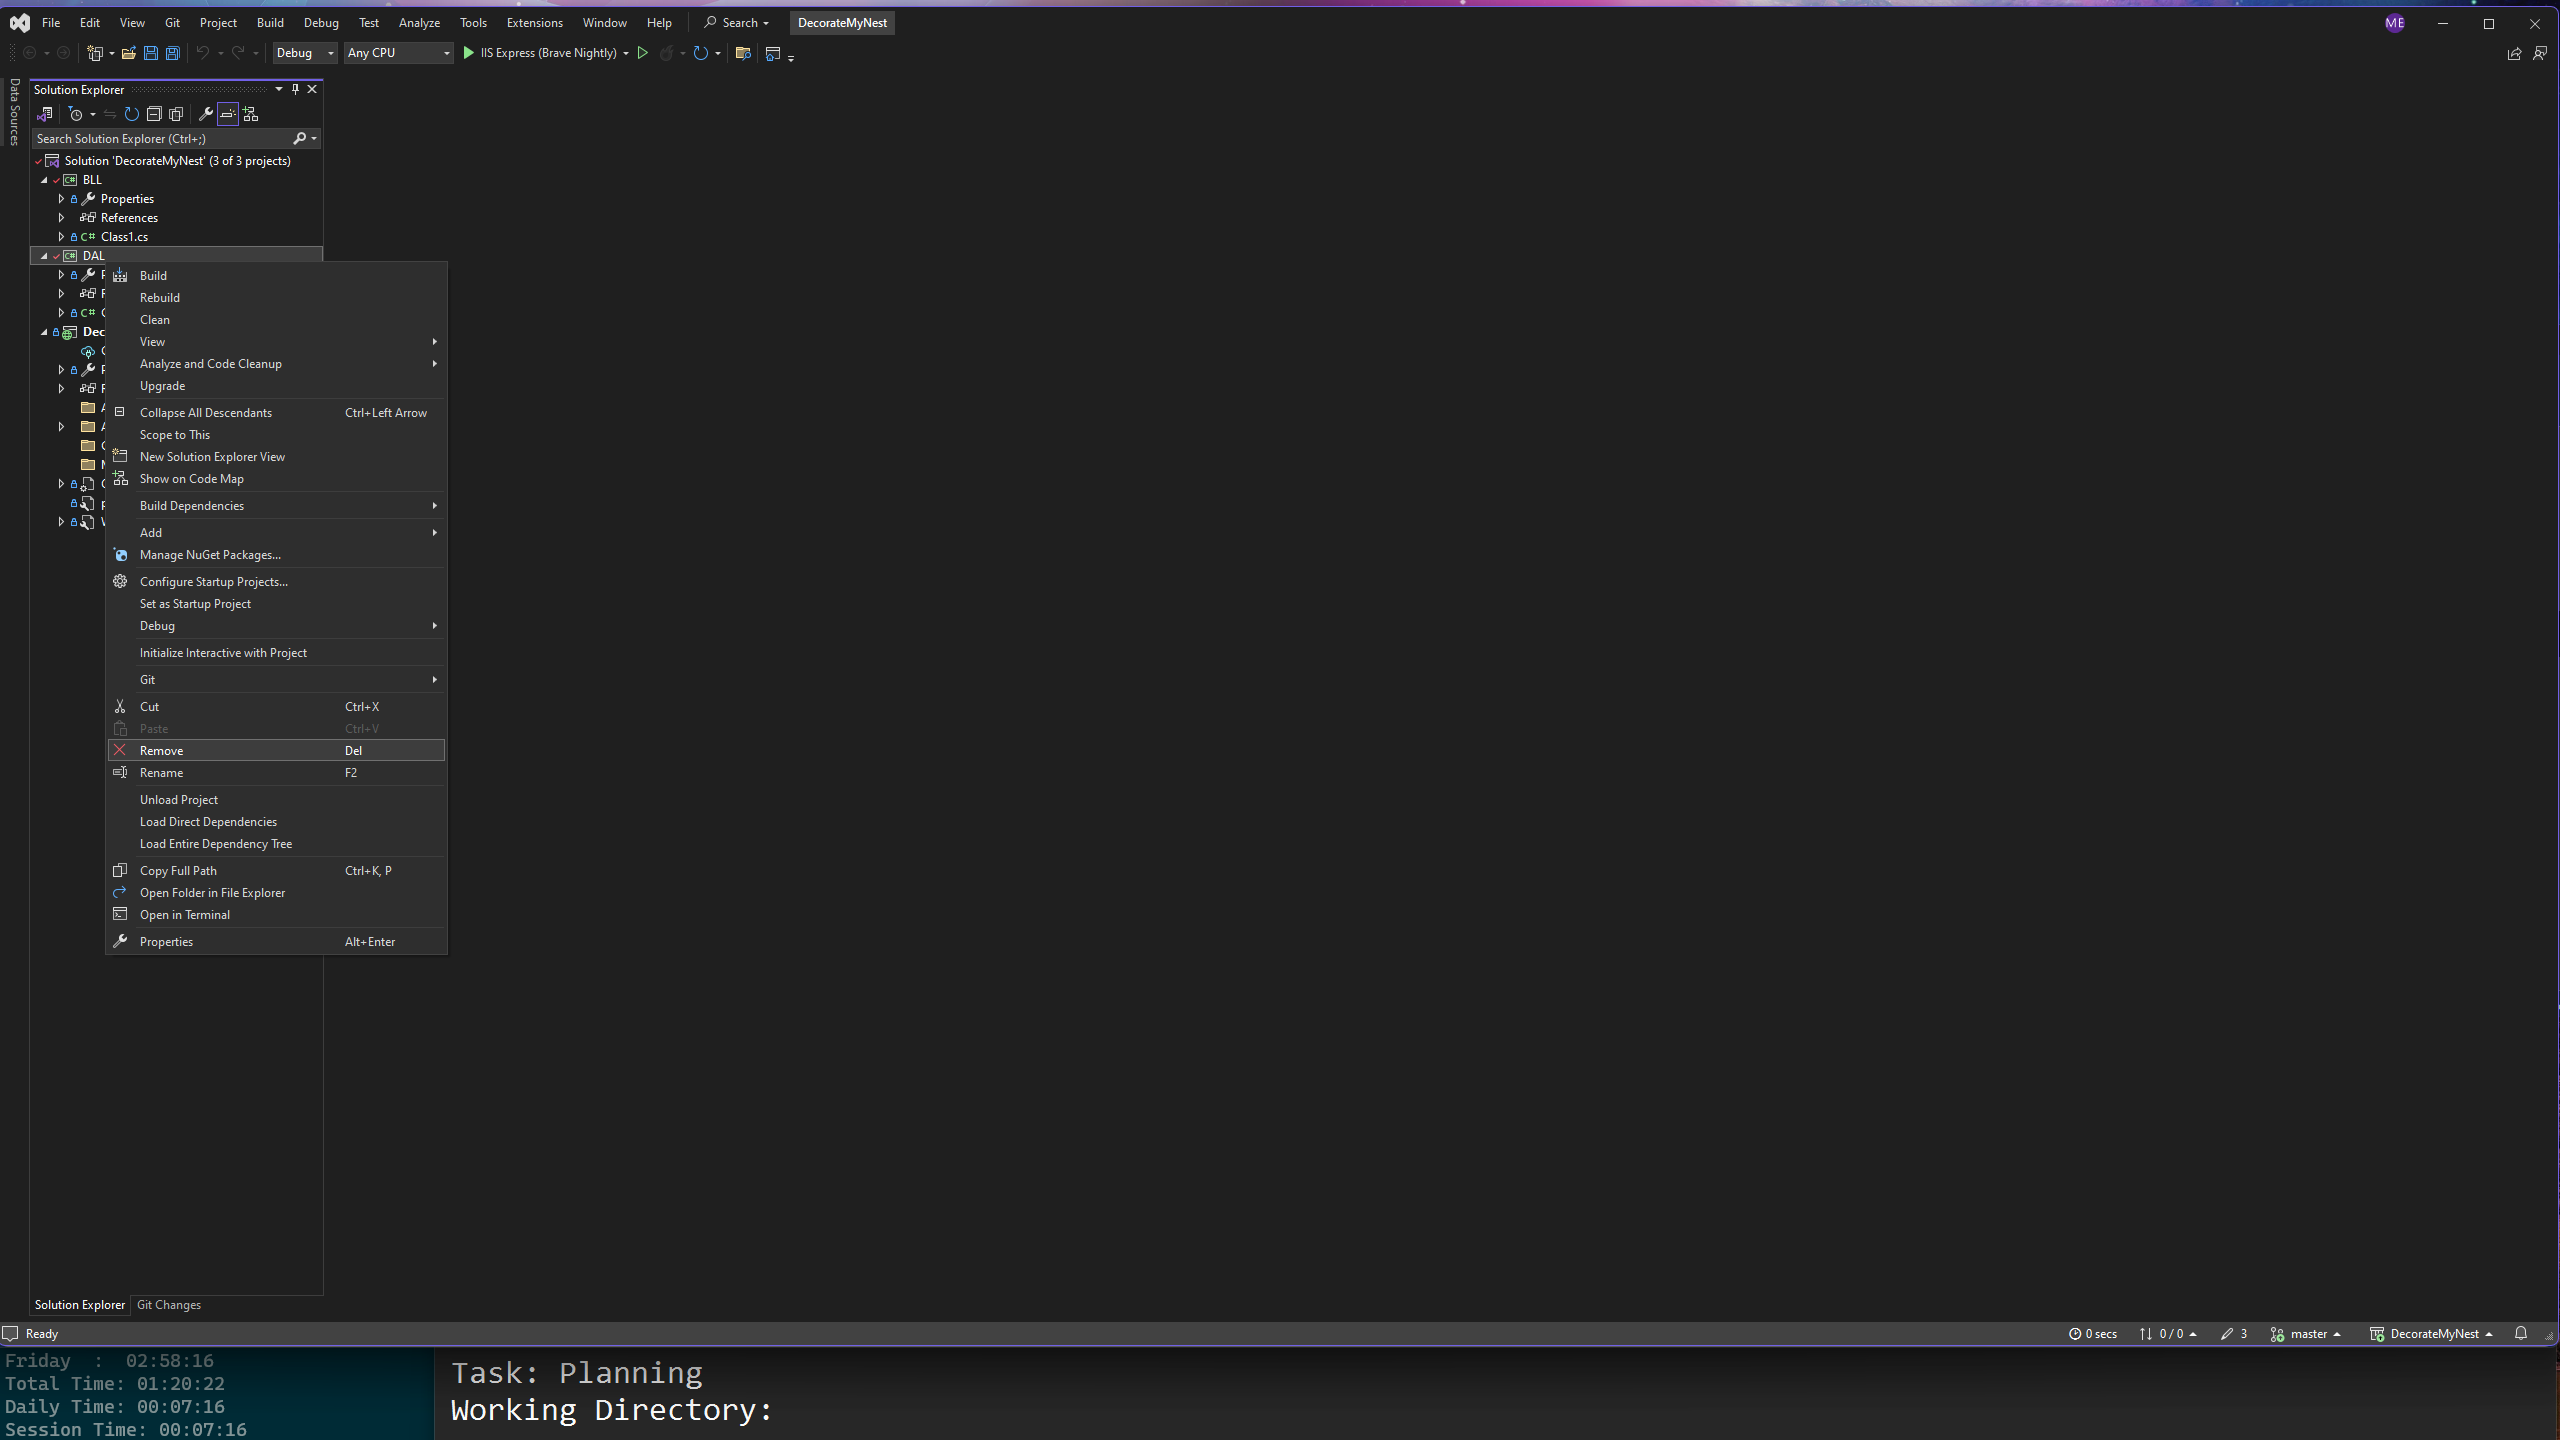 File Edit View Git Project Build Debug Test Analyze Tools Extensions Window Help Search DecorateMyNest ME
Debug Any CPU IIS Express (Brave Nightly)
Data Sources
Solution Explorer
Search Solution Explorer (Ctrl+;)
Solution 'DecorateMyNest' (3 of 3 projects)
C# BLL
Properties
References
C# Class1.cs
C# DAL
C#
Dec
Build
Rebuild
Clean
View
Analyze and Code Cleanup
Upgrade
Collapse All Descendants Ctrl+Left Arrow
Scope to This
New Solution Explorer View
Show on Code Map
Build Dependencies
Add
Manage NuGet Packages...
Configure Startup Projects...
Set as Startup Project
Debug
Initialize Interactive with Project
Git
Cut Ctrl+X
Paste Ctrl+V
Remove Del
Rename F2
Unload Project
Load Direct Dependencies
Load Entire Dependency Tree
Copy Full Path Ctrl+K, P
Open Folder in File Explorer
Open in Terminal
Properties Alt+Enter
Solution Explorer Git Changes
Ready 0 secs 0 / 0 3 master DecorateMyNest
Friday : 02:58:16
Total Time: 01:20:22
Daily Time: 00:07:16
Session Time: 00:07:16
Task: Planning
Working Directory: